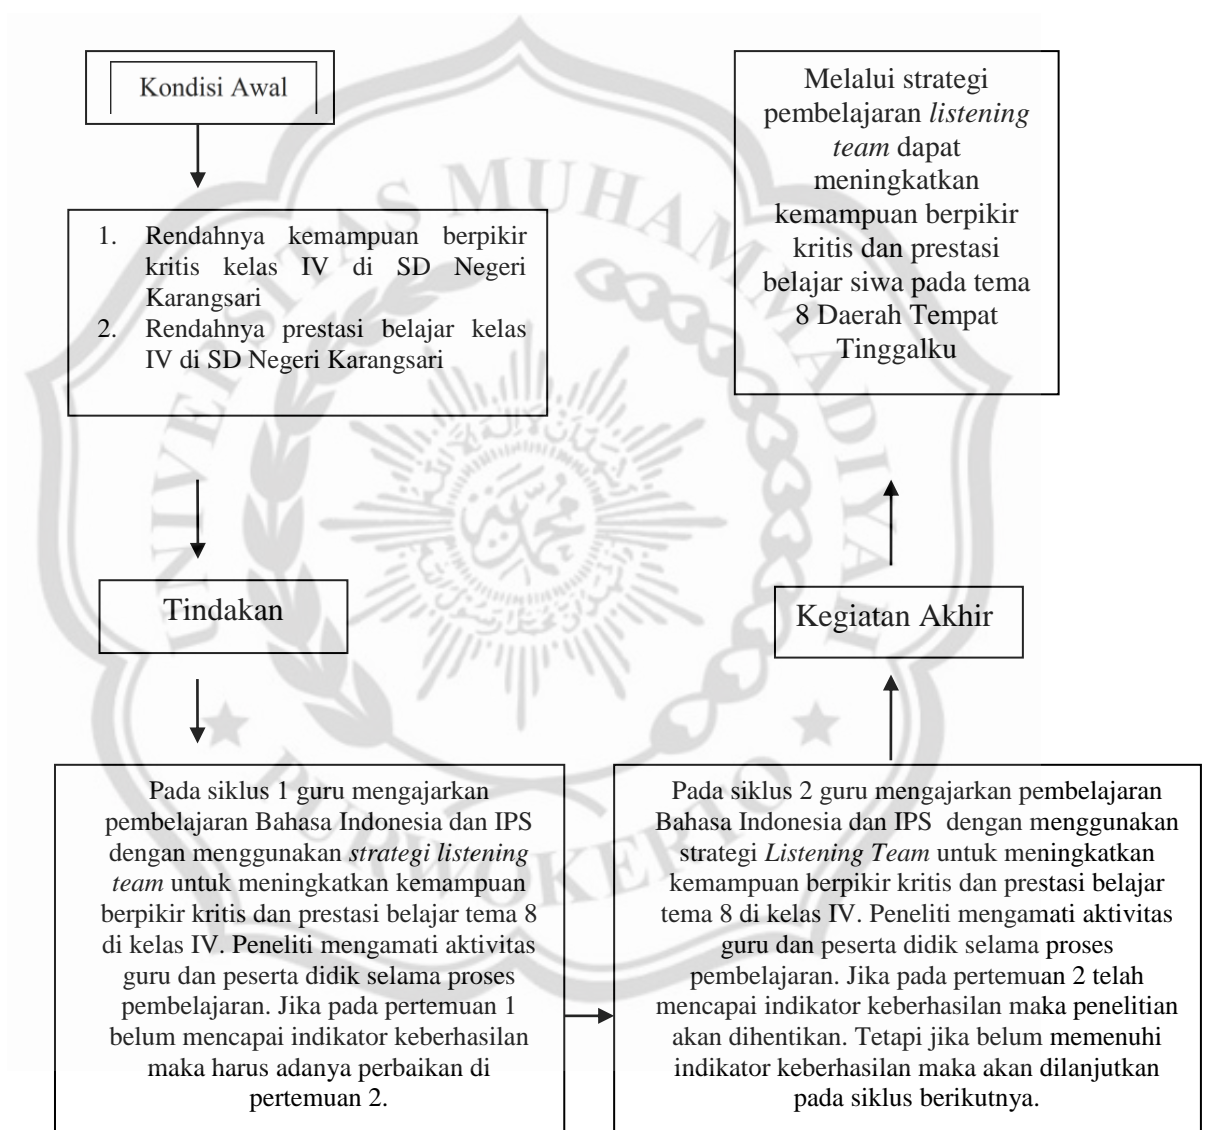 Kondisi Awal
1. Rendahnya kemampuan berpikir
kritis kelas IV di SD Negeri
Karangsari
2. Rendahnya prestasi belajar kelas
IV di SD Negeri Karangsari
Tindakan
Pada siklus 1 guru mengajarkan
pembelajaran Bahasa Indonesia dan IPS
dengan menggunakan strategi listening
team untuk meningkatkan kemampuan
berpikir kritis dan prestasi belajar tema 8
di kelas IV. Peneliti mengamati aktivitas
guru dan peserta didik selama proses
pembelajaran. Jika pada pertemuan 1
belum mencapai indikator keberhasilan
maka harus adanya perbaikan di
pertemuan 2.
Pada siklus 2 guru mengajarkan pembelajaran
Bahasa Indonesia dan IPS dengan menggunakan
strategi Listening Team untuk meningkatkan
kemampuan berpikir kritis dan prestasi belajar
tema 8 di kelas IV. Peneliti mengamati aktivitas
guru dan peserta didik selama proses
pembelajaran. Jika pada pertemuan 2 telah
mencapai indikator keberhasilan maka penelitian
akan dihentikan. Tetapi jika belum memenuhi
indikator keberhasilan maka akan dilanjutkan
pada siklus berikutnya.
Kegiatan Akhir
Melalui strategi
pembelajaran listening
team dapat
meningkatkan
kemampuan berpikir
kritis dan prestasi
belajar siwa pada tema
8 Daerah Tempat
Tinggalku
UNIVERSITAS MUHAMMADIYAH
PURWOKERTO